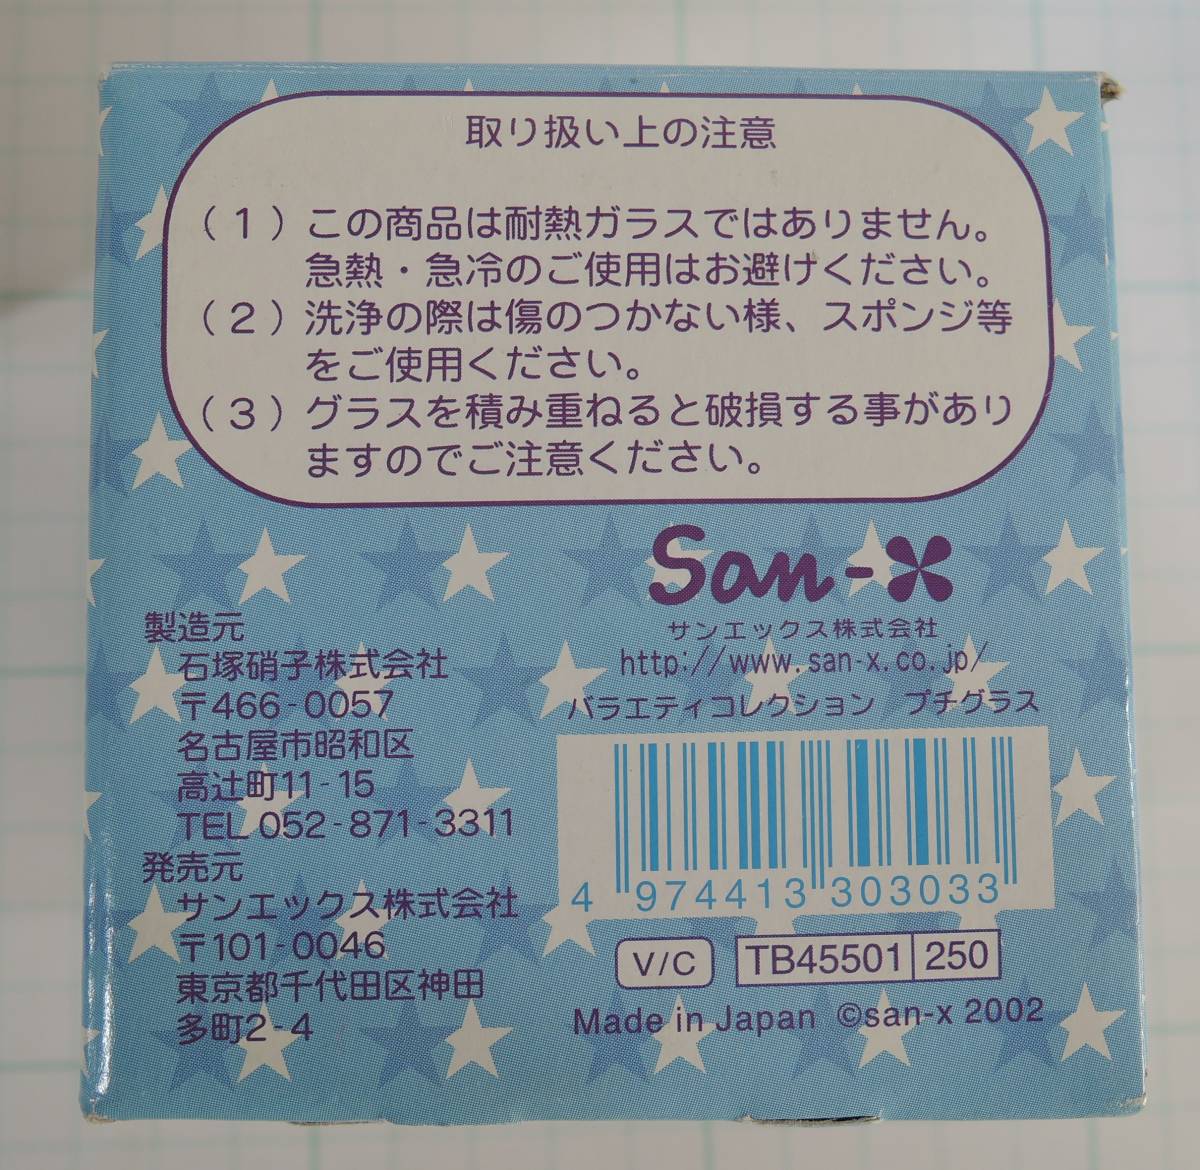 取り扱い上の注意
(1)この商品は耐熱ガラスではありません。
急熱・急冷のご使用はお避けください。
(2)洗浄の際は傷のつかない様、スポンジ等
をご使用ください。
(3)グラスを積み重ねると破損する事があり
ますのでご注意ください。
製造元
石塚硝子株式会社
〒466-0057
名古屋市昭和区
高辻町11-15
TEL 052-871-3311
発売元
サンエックス株式会社
〒101-0046
東京都千代田区神田
多町2-4
San-X
サンエックス株式会社
http://www.san-x.co.jp/
バラエティコレクション プチグラス
4 974413 303033
V/C TB45501 250
Made in Japan ©san-x 2002